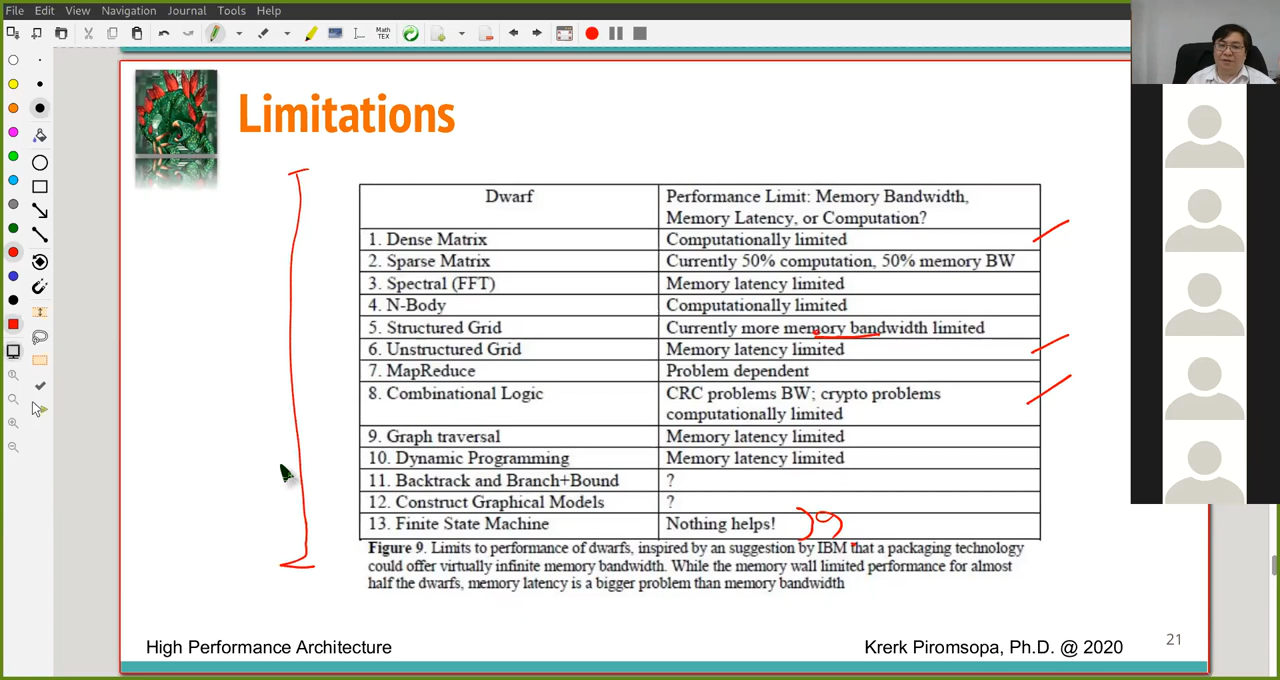 File Edit View Navigation Journal Tools Help
Math
TEX
Limitations
Dwarf
Performance Limit: Memory Bandwidth,
Memory Latency, or Computation?
1. Dense Matrix
Computationally limited
2. Sparse Matrix
Currently 50% computation, 50% memory BW
3. Spectral (FFT)
Memory latency limited
4. N-Body
Computationally limited
5. Structured Grid
Currently more memory bandwidth limited
6. Unstructured Grid
Memory latency limited
7. MapReduce
Problem dependent
8. Combinational Logic
CRC problems BW; crypto problems
computationally limited
9. Graph traversal
Memory latency limited
10. Dynamic Programming
Memory latency limited
11. Backtrack and Branch+Bound
?
12. Construct Graphical Models
?
13. Finite State Machine
Nothing helps!
Figure 9. Limits to performance of dwarfs, inspired by an suggestion by IBM that a packaging technology
could offer virtually infinite memory bandwidth. While the memory wall limited performance for almost
half the dwarfs, memory latency is a bigger problem than memory bandwidth
High Performance Architecture
Krerk Piromsopa, Ph.D. @ 2020
21